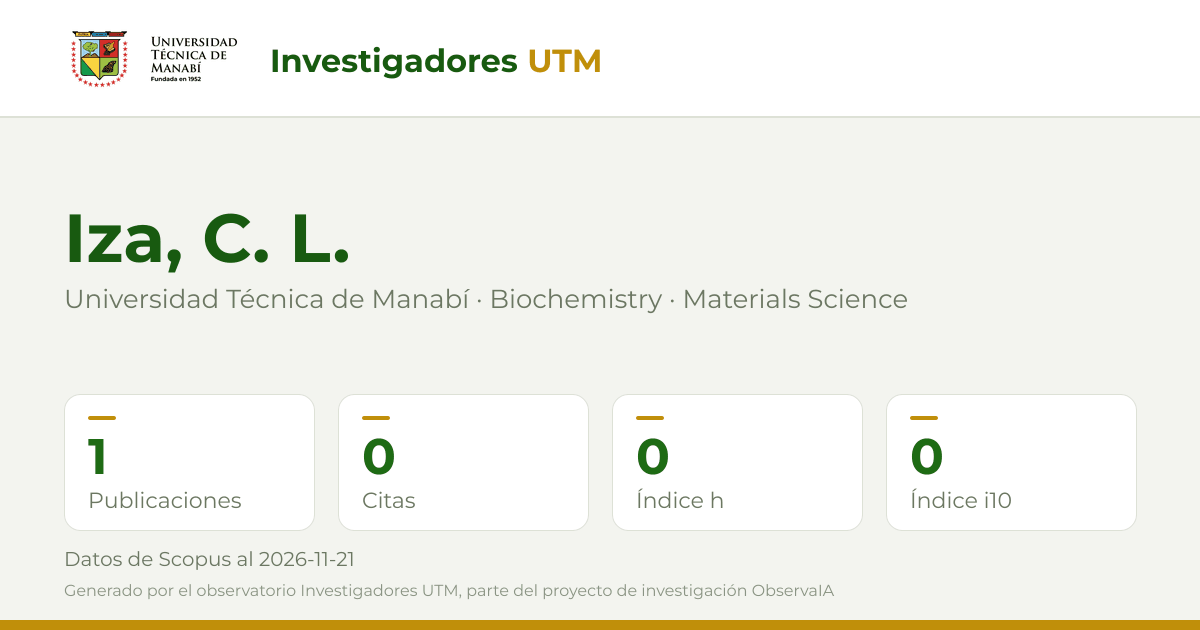 Universidad
Técnica de
Manabí
Fundada en 1952
Investigadores UTM
Iza, C. L.
Universidad Técnica de Manabí · Biochemistry · Materials Science
1
Publicaciones
0
Citas
0
Índice h
0
Índice i10
Datos de Scopus al 2026-11-21
Generado por el observatorio Investigadores UTM, parte del proyecto de investigación ObservaIA